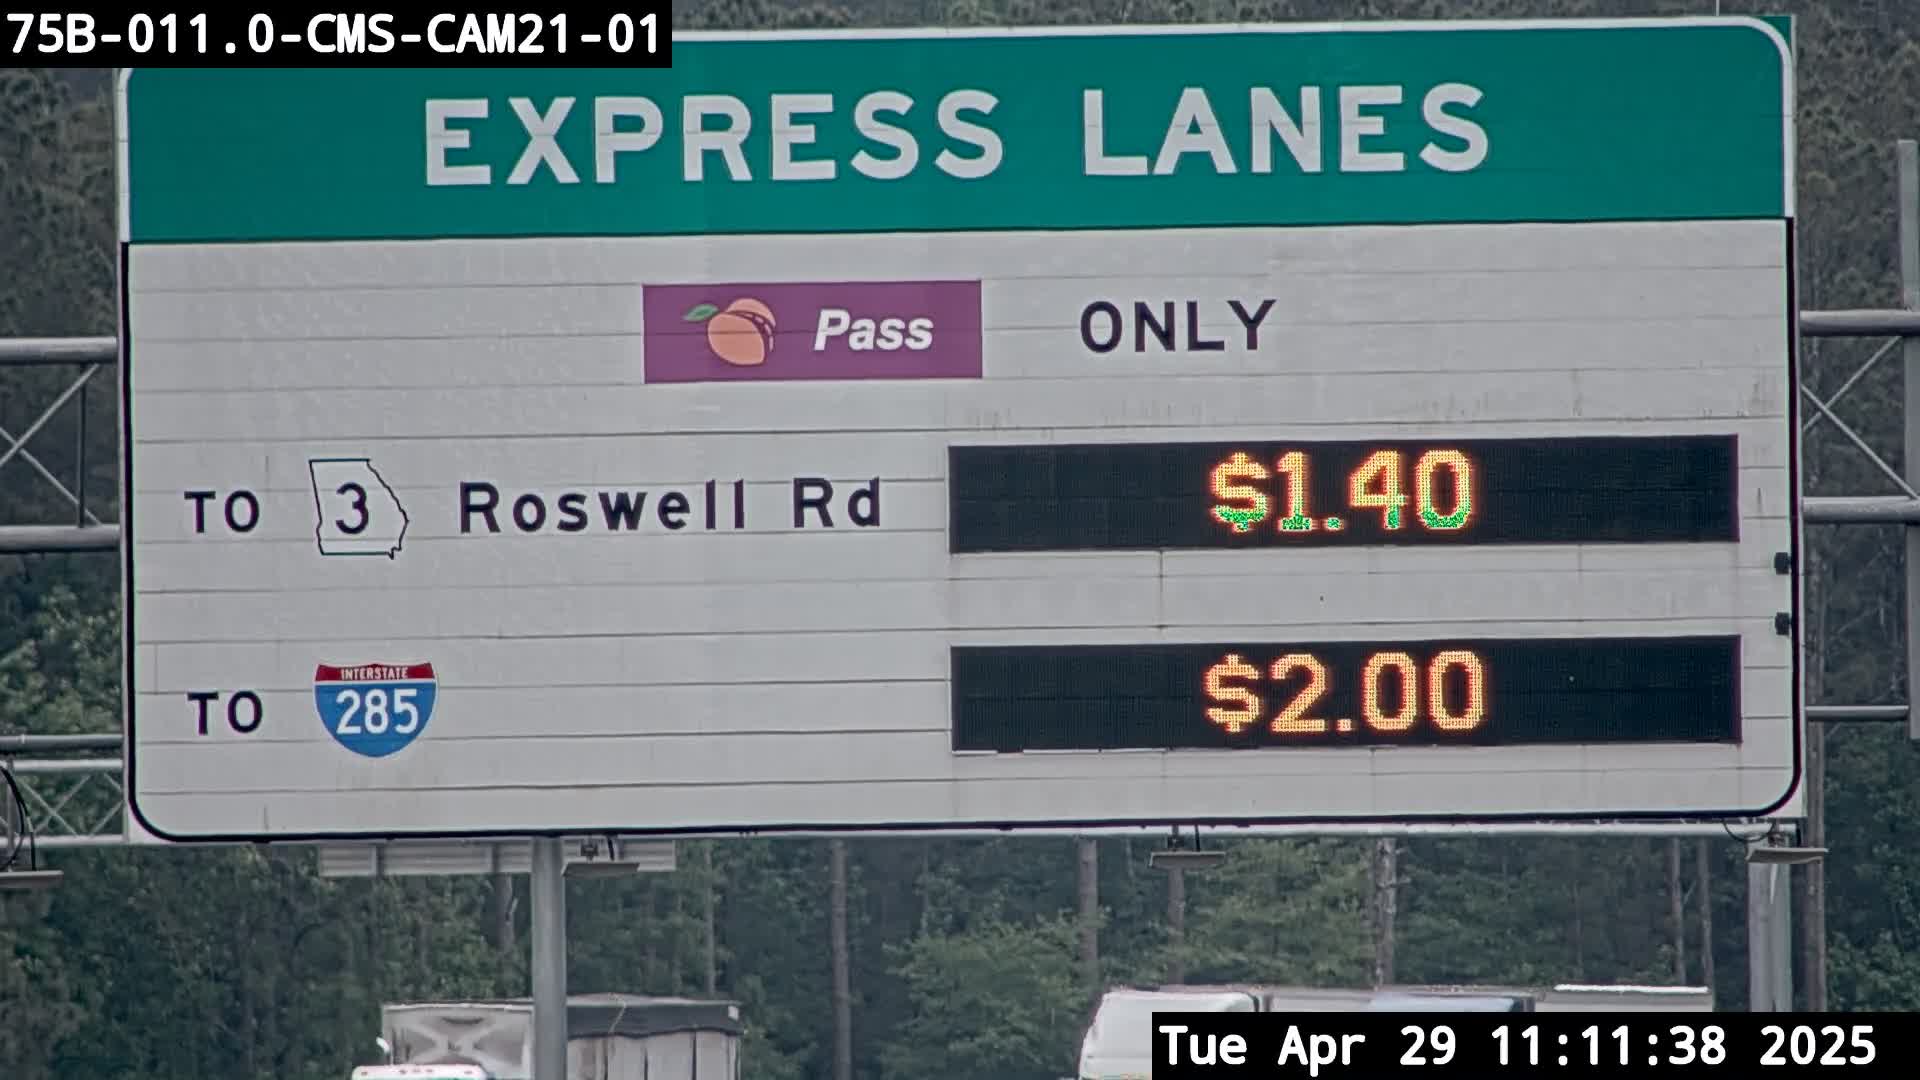 75B-011.0-CMS-CAM21-01
EXPRESS LANES
Pass ONLY
TO 3 Roswell Rd $1.40
TO INTERSTATE 285 $2.00
Tue Apr 29 11:11:38 2025